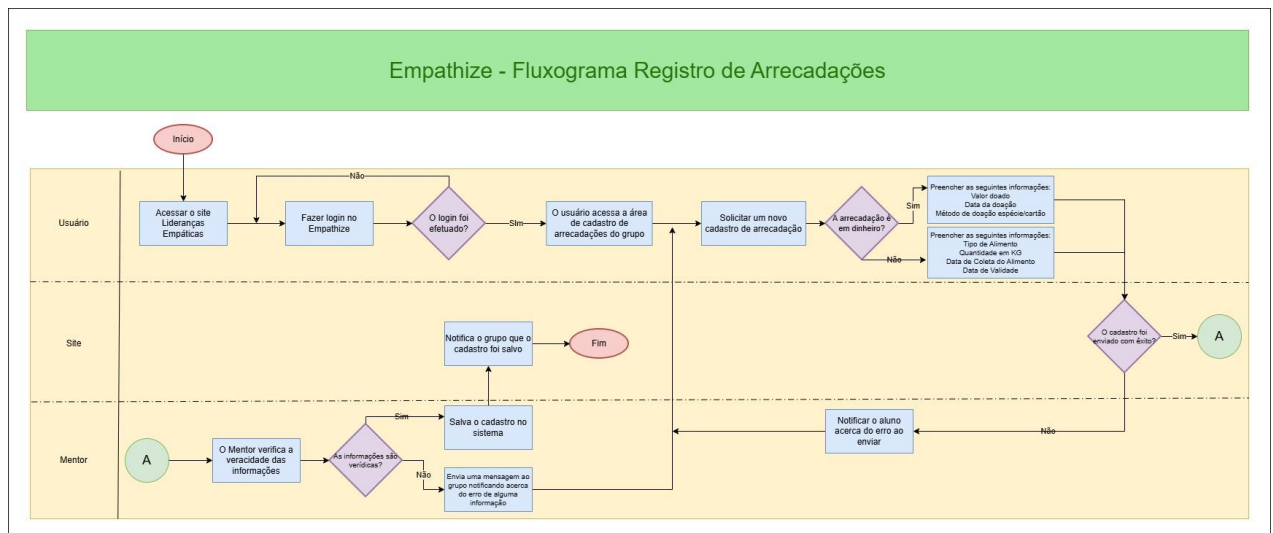 Empathize - Fluxograma Registro de Arrecadações
Início
Usuário
Acessar o site
Lideranças
Empáticas
Não
Fazer login no
Empathize
O login foi
efetuado?
SIm
O usuário acessa a área
de cadastro de
arrecadações do grupo
Solicitar um novo
cadastro de arrecadação
A arrecadação é
em dinheiro?
Sim
Preencher as seguintes informações:
Valor doado
Data da doação
Método de doação espécie/cartão
Não
Preencher as seguintes informações:
Tipo de Alimento
Quantidade em KG
Data de Coleta do Alimento
Data de Validade
Site
Notifica o grupo que o
cadastro foi salvo
Fim
O cadastro foi
enviado com êxito?
Sim
A
Não
Mentor
A
O Mentor verifica a
veracidade das
informações
As informações são
verídicas?
Sim
Salva o cadastro no
sistema
Não
Envia uma mensagem ao
grupo notificando acerca
do erro de alguma
informação
Notificar o aluno
acerca do erro ao
enviar